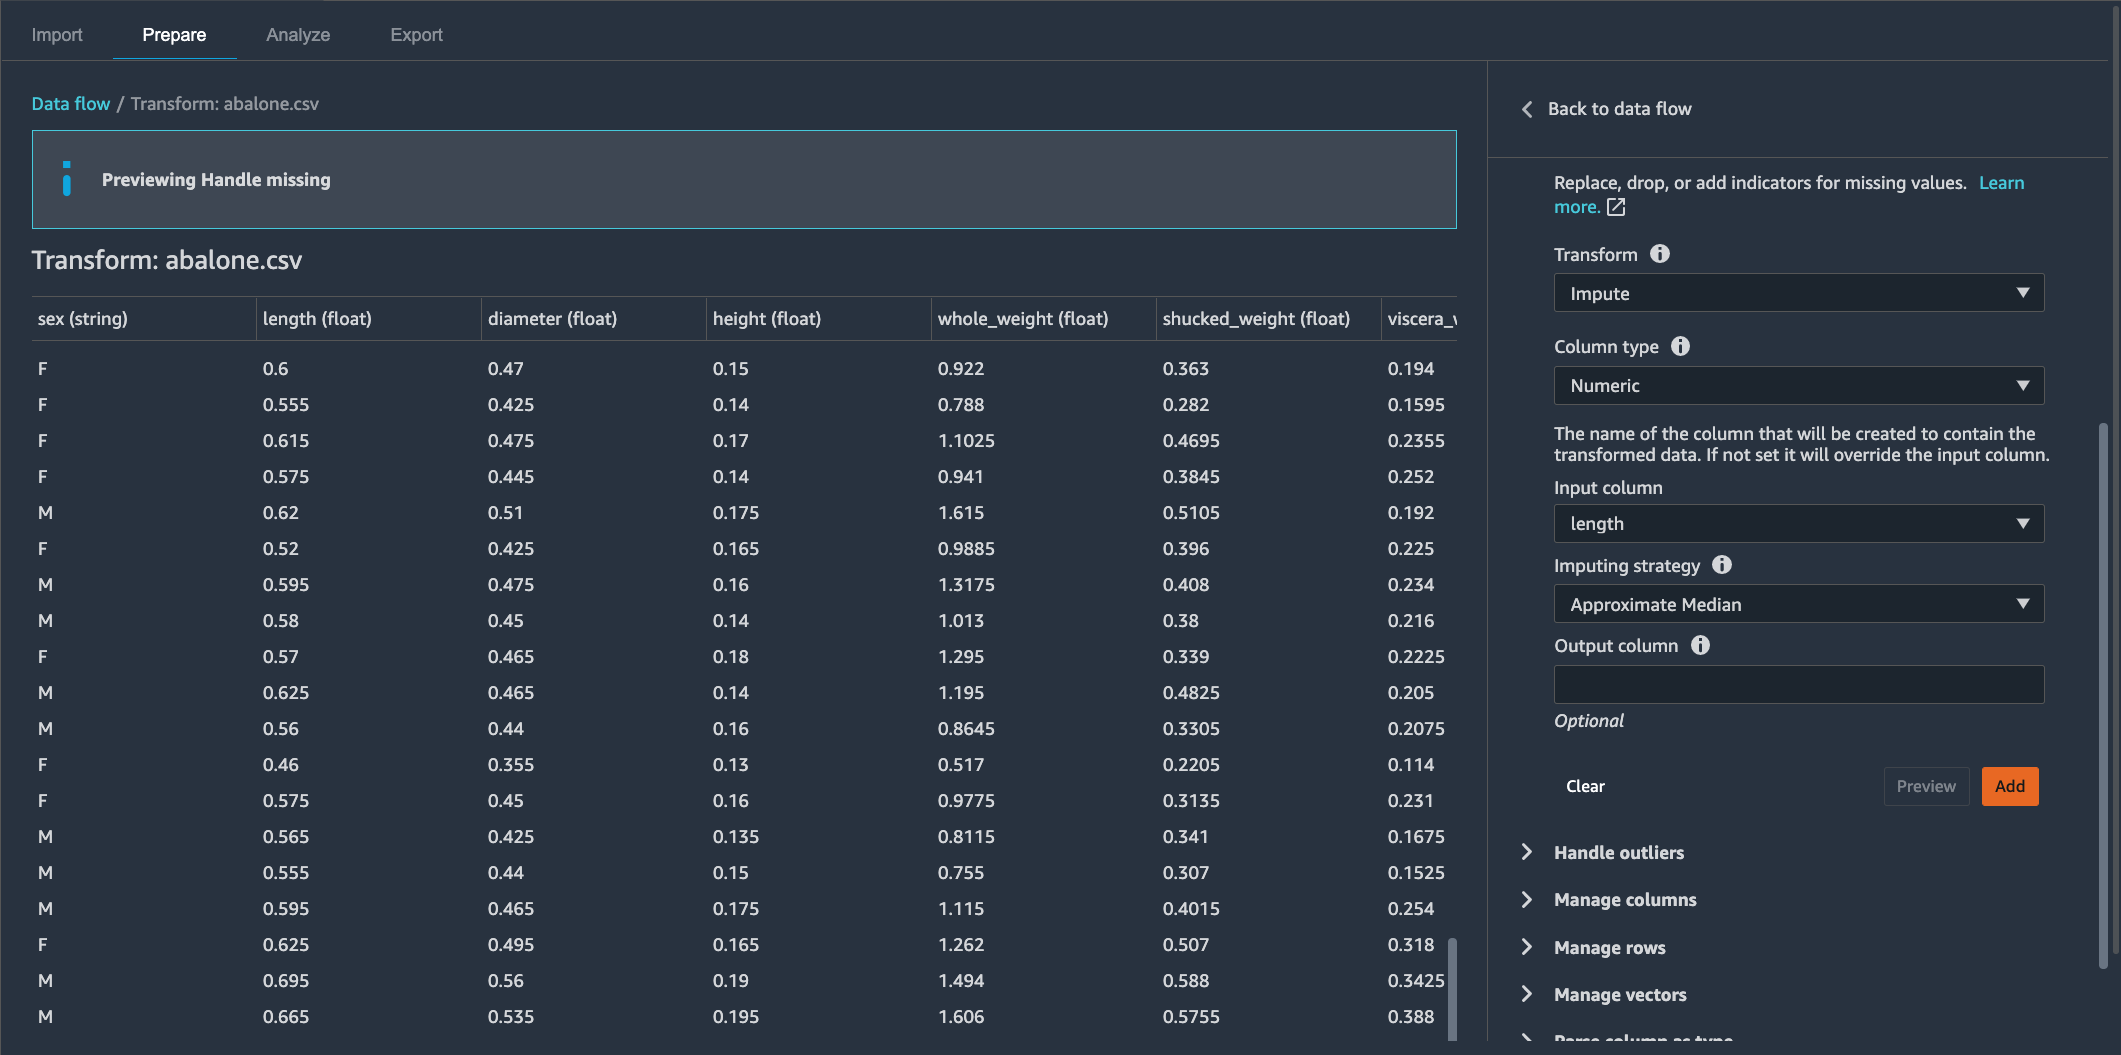 Import Prepare Analyze Export
Data flow / Transform: abalone.csv
Previewing Handle missing
Transform: abalone.csv
sex (string) length (float) diameter (float) height (float) whole_weight (float) shucked_weight (float) viscera_
F 0.6 0.47 0.15 0.922 0.363 0.194
F 0.555 0.425 0.14 0.788 0.282 0.1595
F 0.615 0.475 0.17 1.1025 0.4695 0.2355
F 0.575 0.445 0.14 0.941 0.3845 0.252
M 0.62 0.51 0.175 1.615 0.5105 0.192
F 0.52 0.425 0.165 0.9885 0.396 0.225
M 0.595 0.475 0.16 1.3175 0.408 0.234
M 0.58 0.45 0.14 1.013 0.38 0.216
F 0.57 0.465 0.18 1.295 0.339 0.2225
M 0.625 0.465 0.14 1.195 0.4825 0.205
M 0.56 0.44 0.16 0.8645 0.3305 0.2075
F 0.46 0.355 0.13 0.517 0.2205 0.114
F 0.575 0.45 0.16 0.9775 0.3135 0.231
M 0.565 0.425 0.135 0.8115 0.341 0.1675
M 0.555 0.44 0.15 0.755 0.307 0.1525
M 0.595 0.465 0.175 1.115 0.4015 0.254
F 0.625 0.495 0.165 1.262 0.507 0.318
M 0.695 0.56 0.19 1.494 0.588 0.3425
M 0.665 0.535 0.195 1.606 0.5755 0.388
Back to data flow
Replace, drop, or add indicators for missing values. Learn
more.
Transform
Impute
Column type
Numeric
The name of the column that will be created to contain the
transformed data. If not set it will override the input column.
Input column
length
Imputing strategy
Approximate Median
Output column
Optional
Clear Preview Add
Handle outliers
Manage columns
Manage rows
Manage vectors
Parse column as type